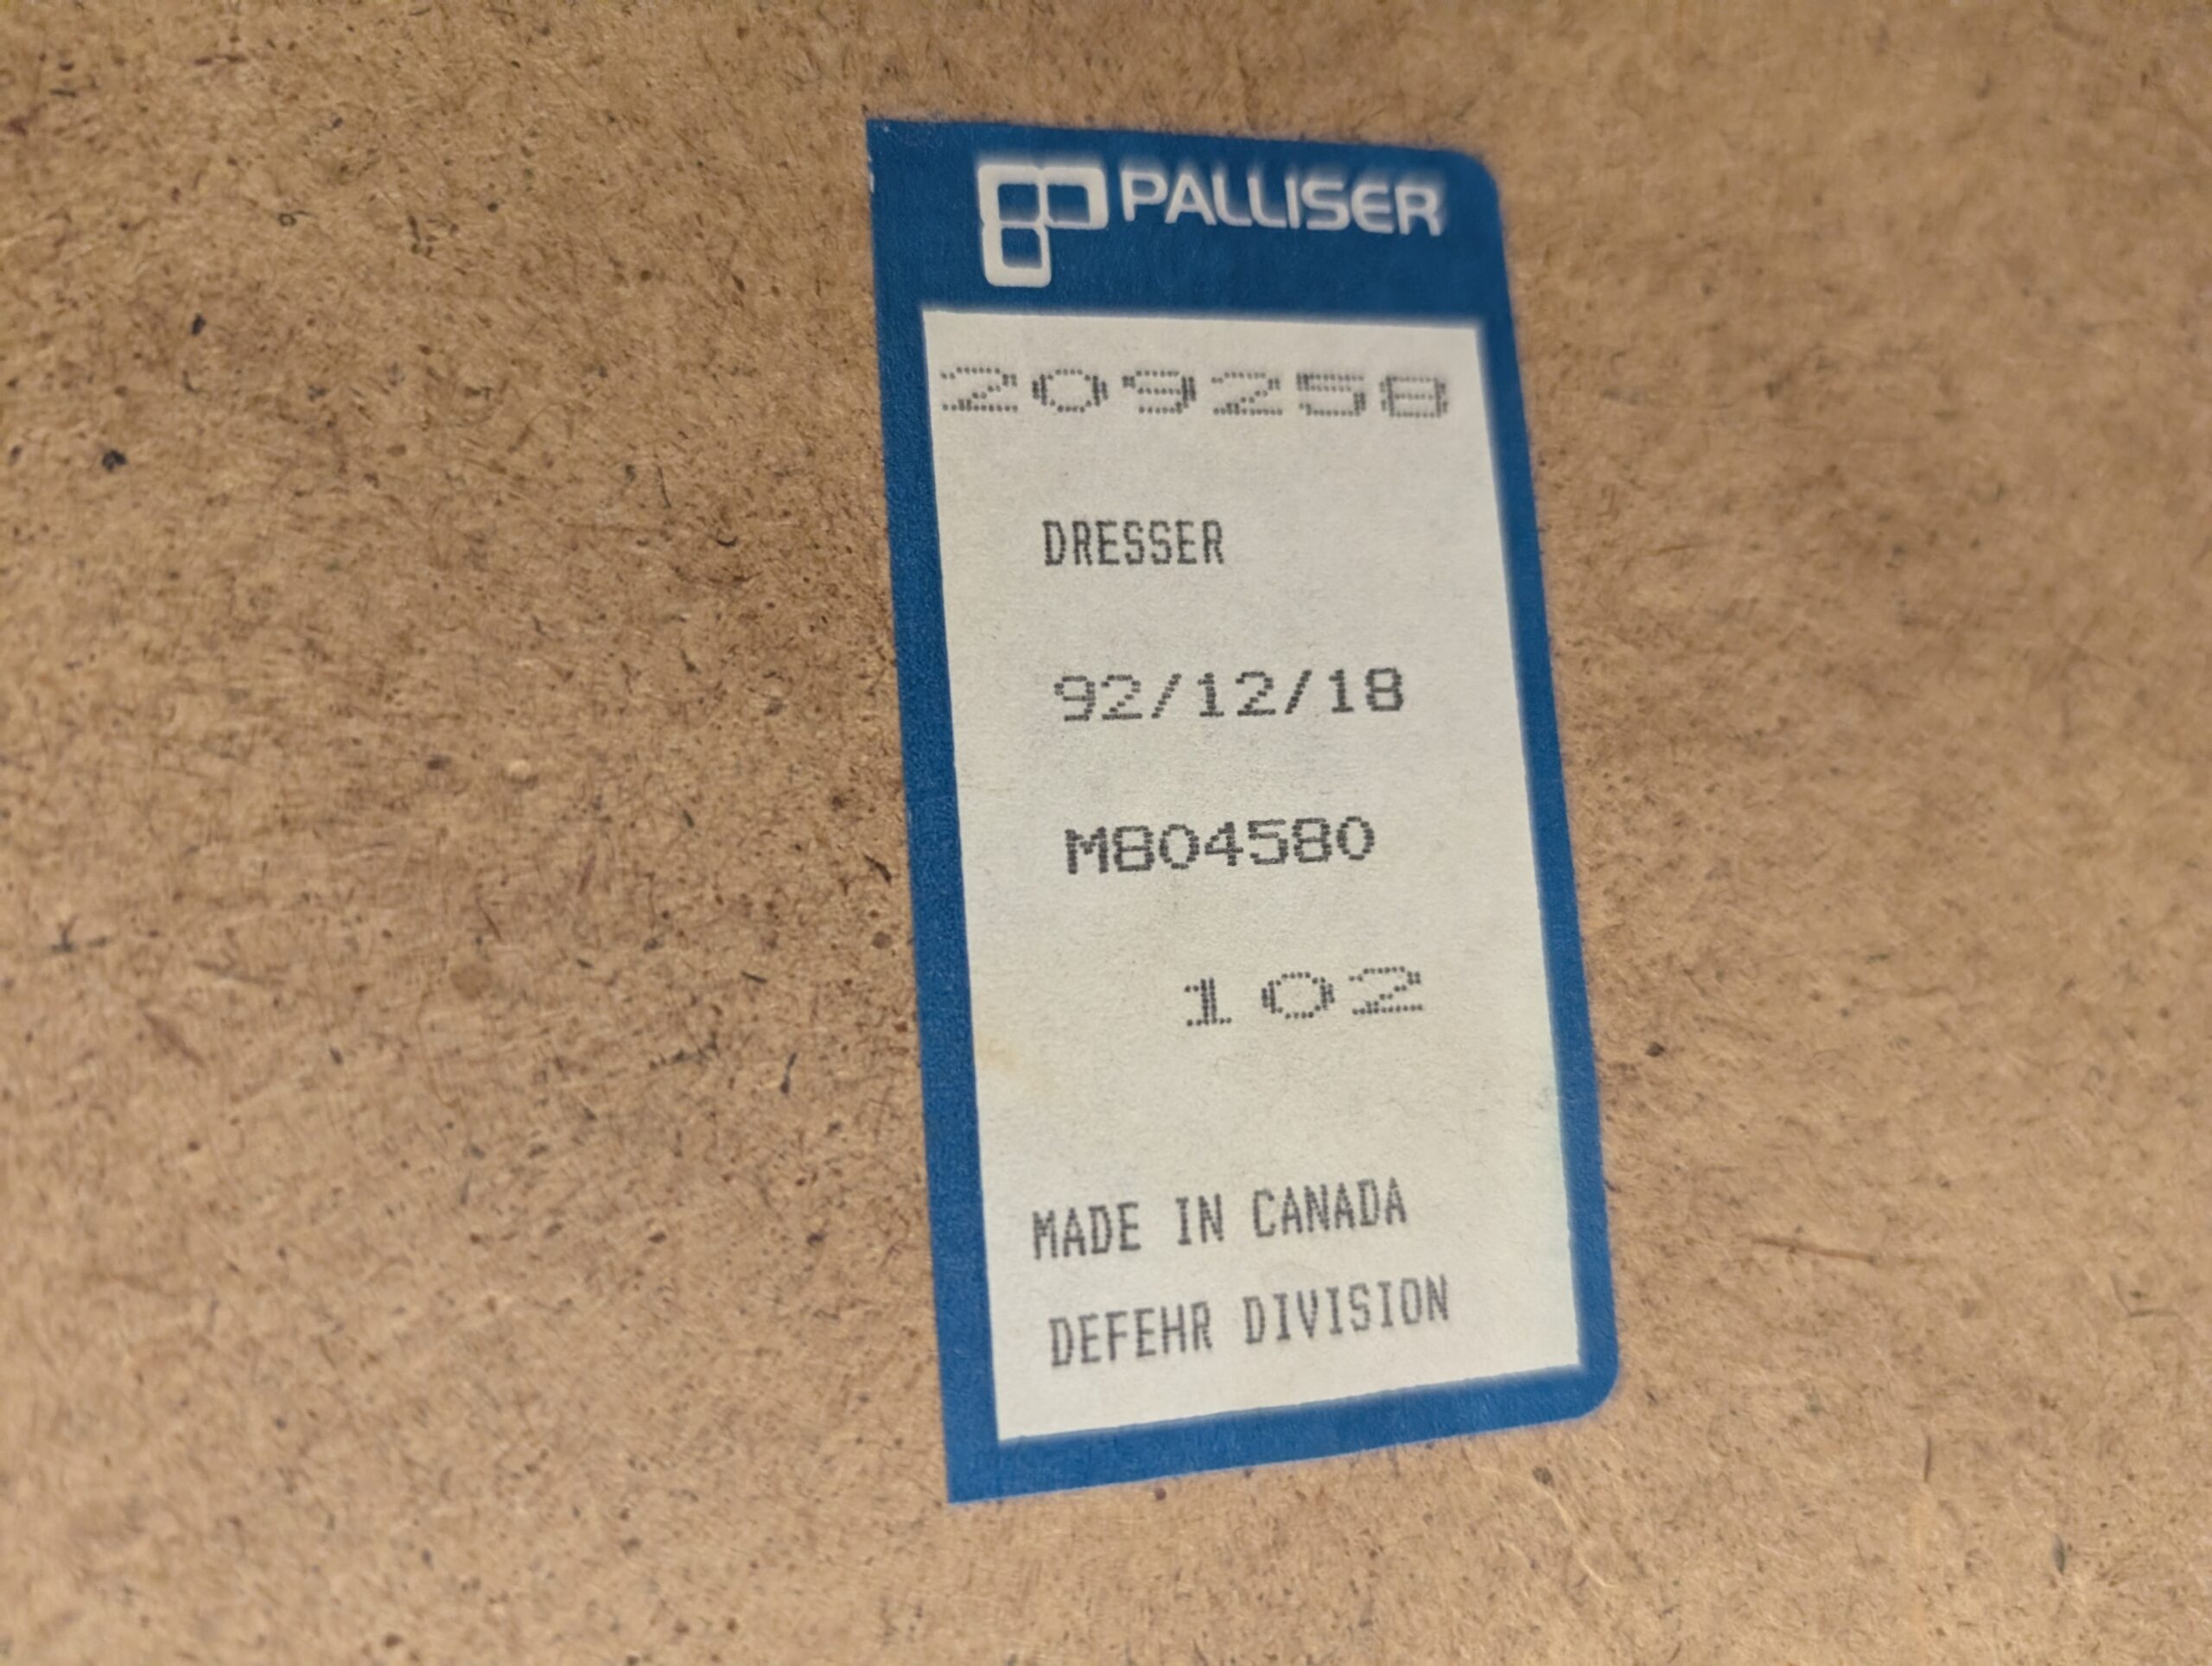 PALLISER
209258
DRESSER
92/12/18
M804580
102
MADE IN CANADA
DEFEHR DIVISION